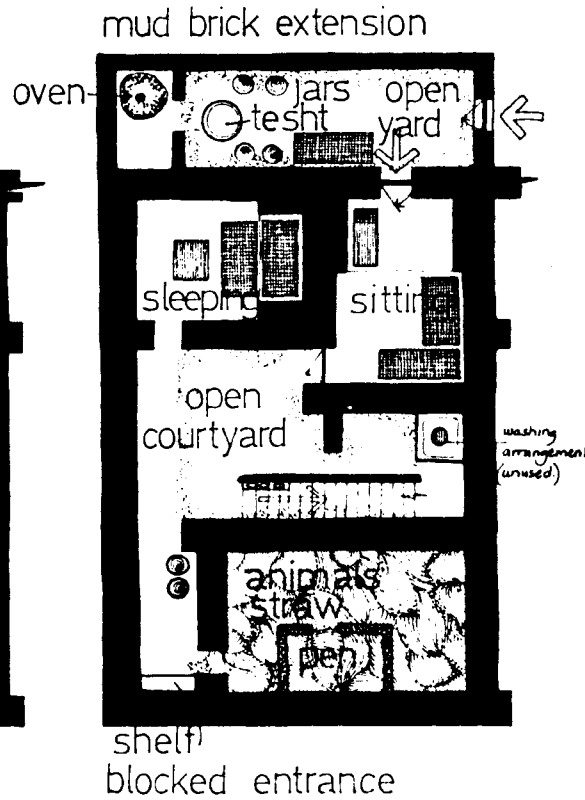 mud brick extension
oven
jars
tesht
open
yard
sleeping
sitting
open
courtyard
washing
arrangement
(unused.)
animals
straw
pen
shelf
blocked entrance